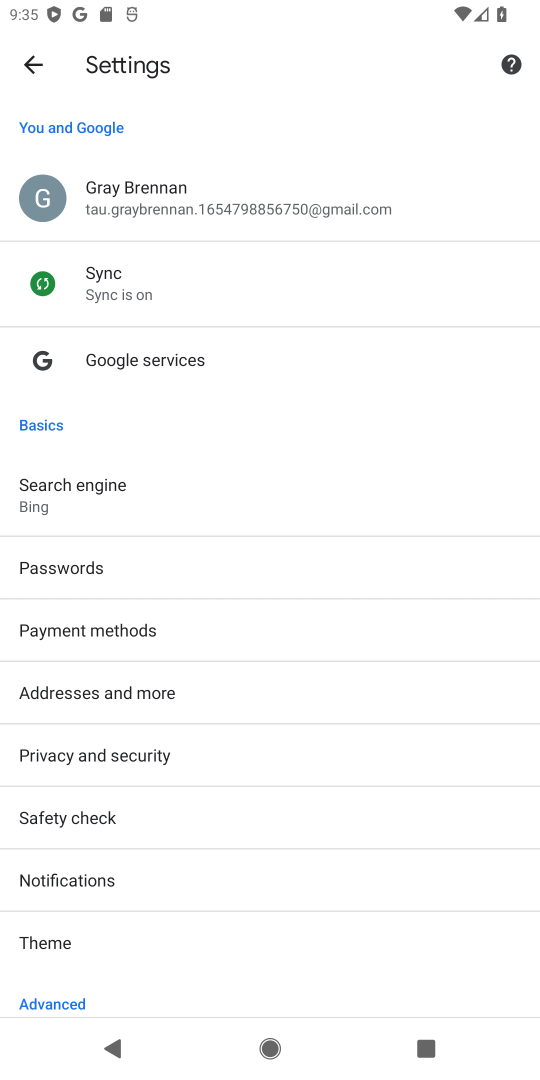 9:35
Settings
You and Google
G
Gray Brennan
tau.graybrennan.1654798856750@gmail.com
Sync
Sync is on
Google services
Basics
Search engine
Bing
Passwords
Payment methods
Addresses and more
Privacy and security
Safety check
Notifications
Theme
Advanced